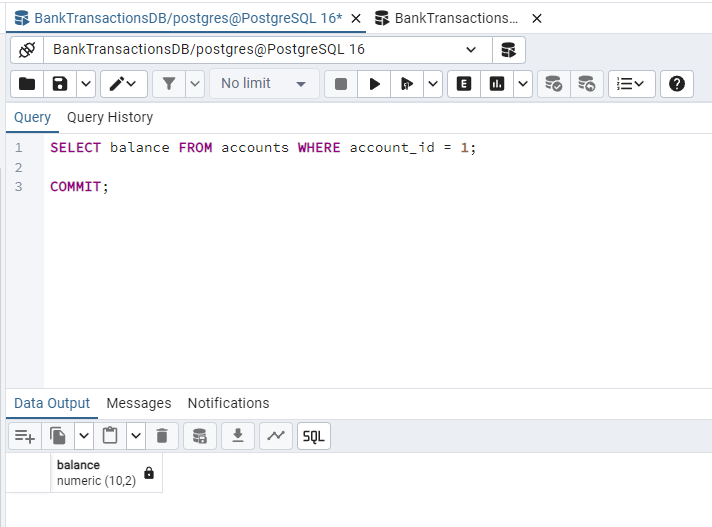 BankTransactionsDB/postgres@PostgreSQL 16* BankTransactions...
BankTransactionsDB/postgres@PostgreSQL 16
No limit
E
Query Query History
1 SELECT balance FROM accounts WHERE account_id = 1;
2
3 COMMIT;
Data Output Messages Notifications
SQL
balance
numeric (10,2)